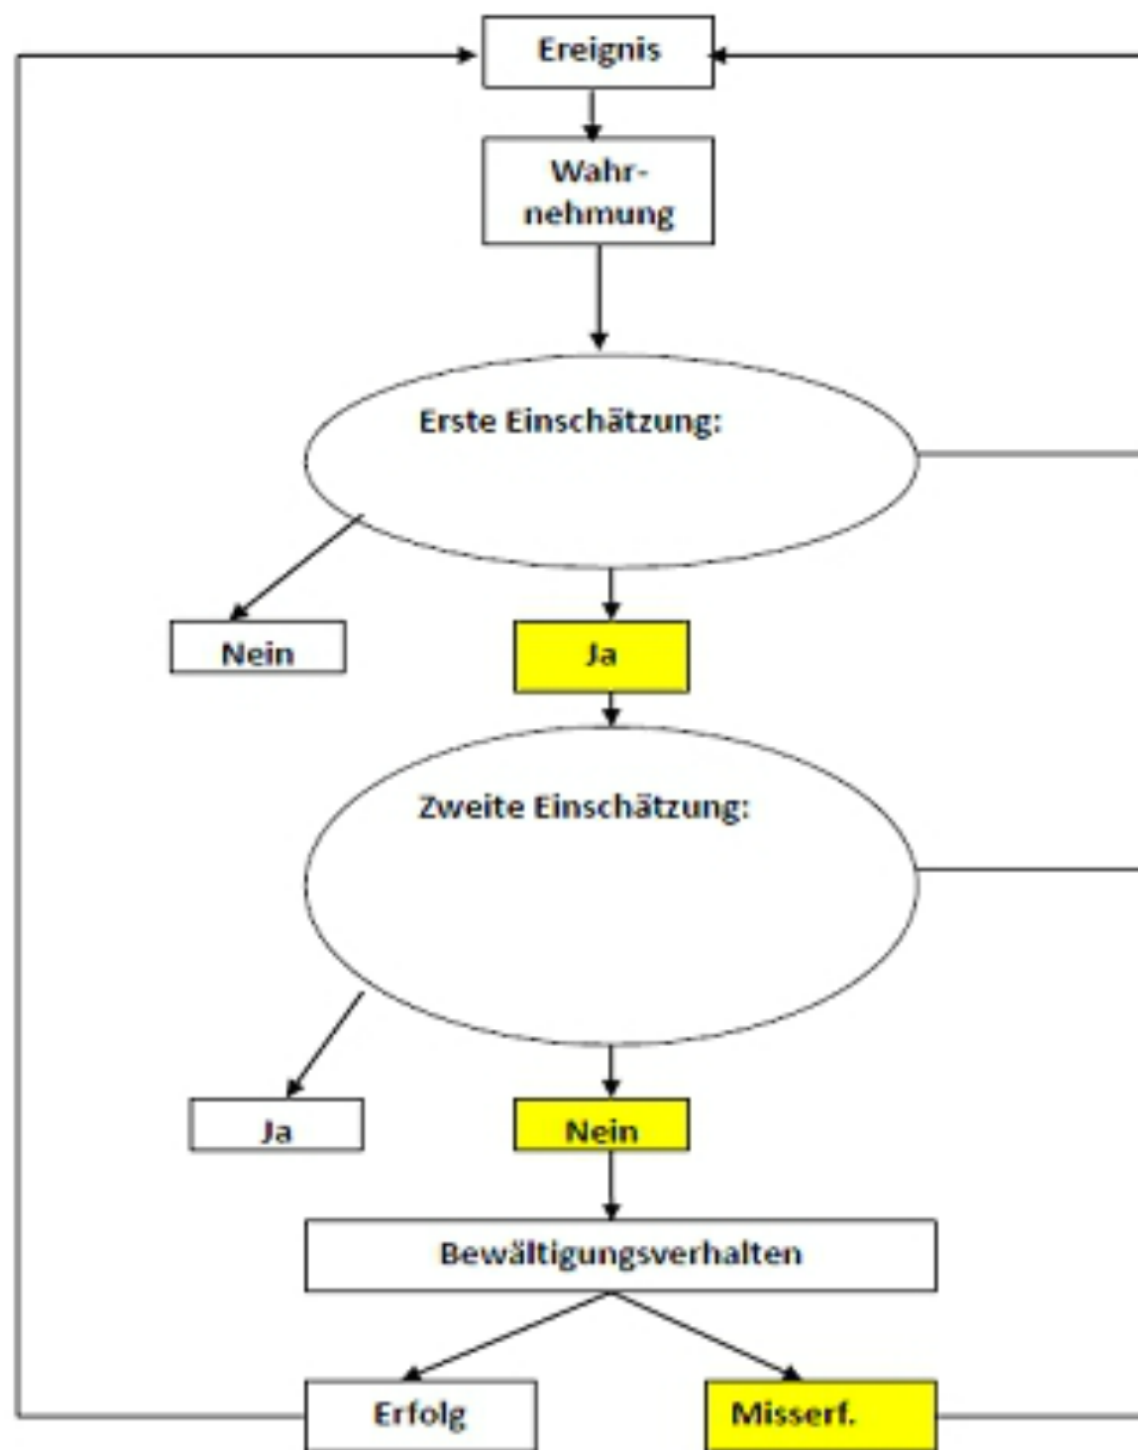 Ereignis
Wahr-
nehmung
Erste Einschätzung:
Nein
Ja
Zweite Einschätzung:
Ja
Nein
Bewältigungsverhalten
Erfolg
Misserf.